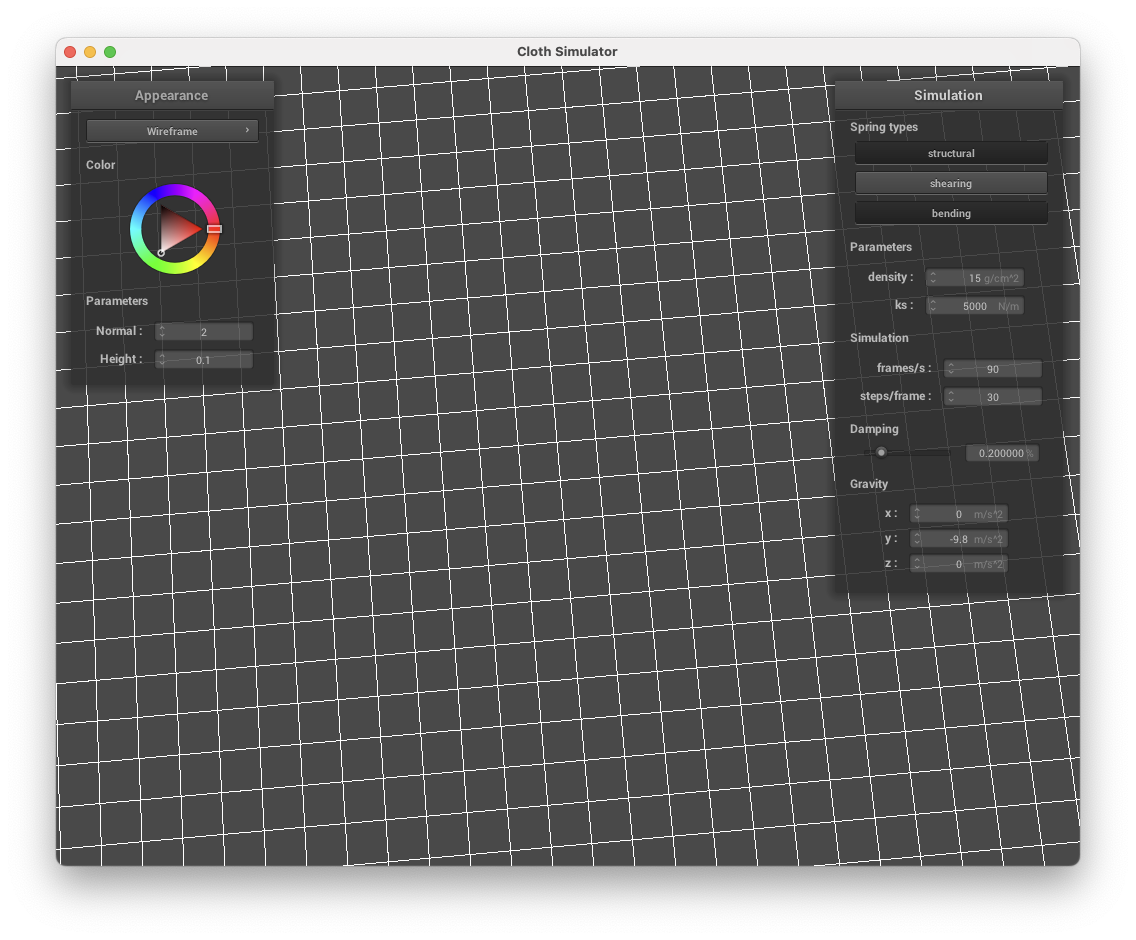 Cloth Simulator
Appearance
Wireframe
Color
Parameters
Normal : 2
Height : 0.1
Simulation
Spring types
structural
shearing
bending
Parameters
density : 15 g/cm^2
ks : 5000 N/m
Simulation
frames/s : 90
steps/frame : 30
Damping
0.200000 %
Gravity
x : 0 m/s^2
y : -9.8 m/s^2
z : 0 m/s^2